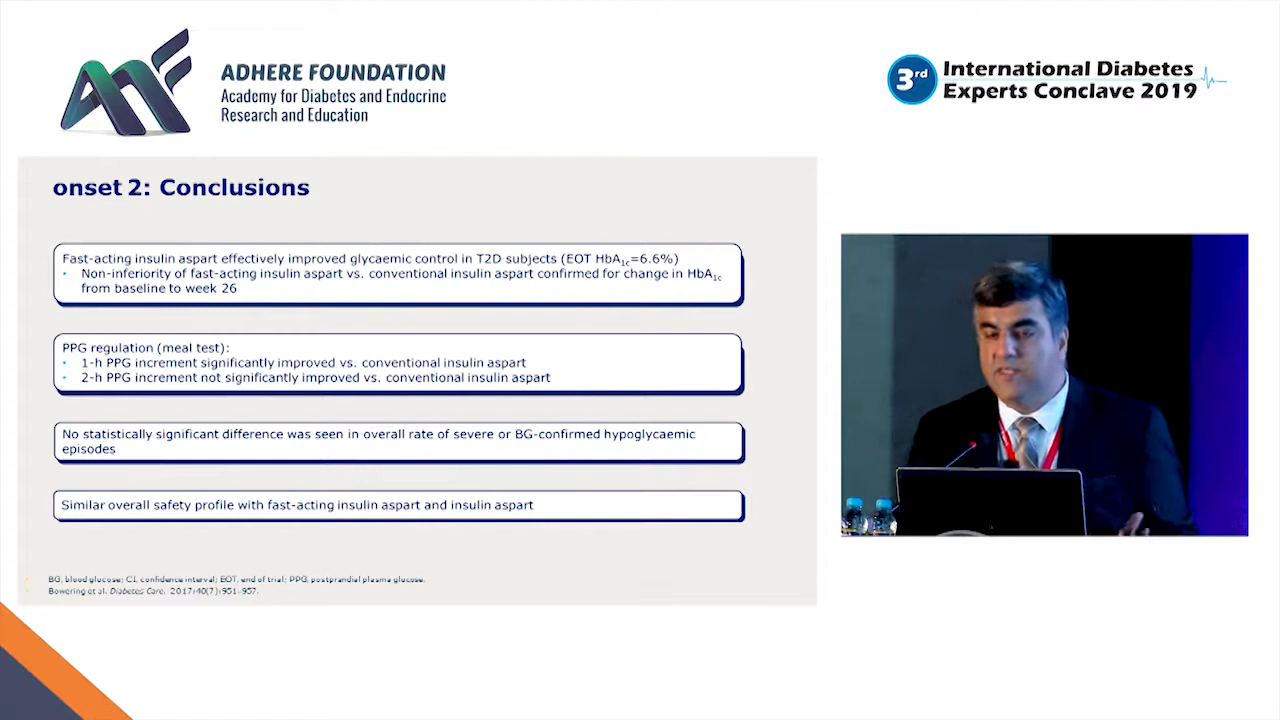 ADHERE FOUNDATION
Academy for Diabetes and Endocrine
Research and Education
3rd
International Diabetes
Experts Conclave 2019
onset 2: Conclusions
Fast-acting insulin aspart effectively improved glycaemic control in T2D subjects (EOT HbA1c=6.6%)
• Non-inferiority of fast-acting insulin aspart vs. conventional insulin aspart confirmed for change in HbA1c
from baseline to week 26
PPG regulation (meal test):
• 1-h PPG increment significantly improved vs. conventional insulin aspart
• 2-h PPG increment not significantly improved vs. conventional insulin aspart
No statistically significant difference was seen in overall rate of severe or BG-confirmed hypoglycaemic
episodes
Similar overall safety profile with fast-acting insulin aspart and insulin aspart
BG, blood glucose; CI, confidence interval; EOT, end of trial; PPG, postprandial plasma glucose.
Bowering et al. Diabetes Care. 2017;40(7):951-957.